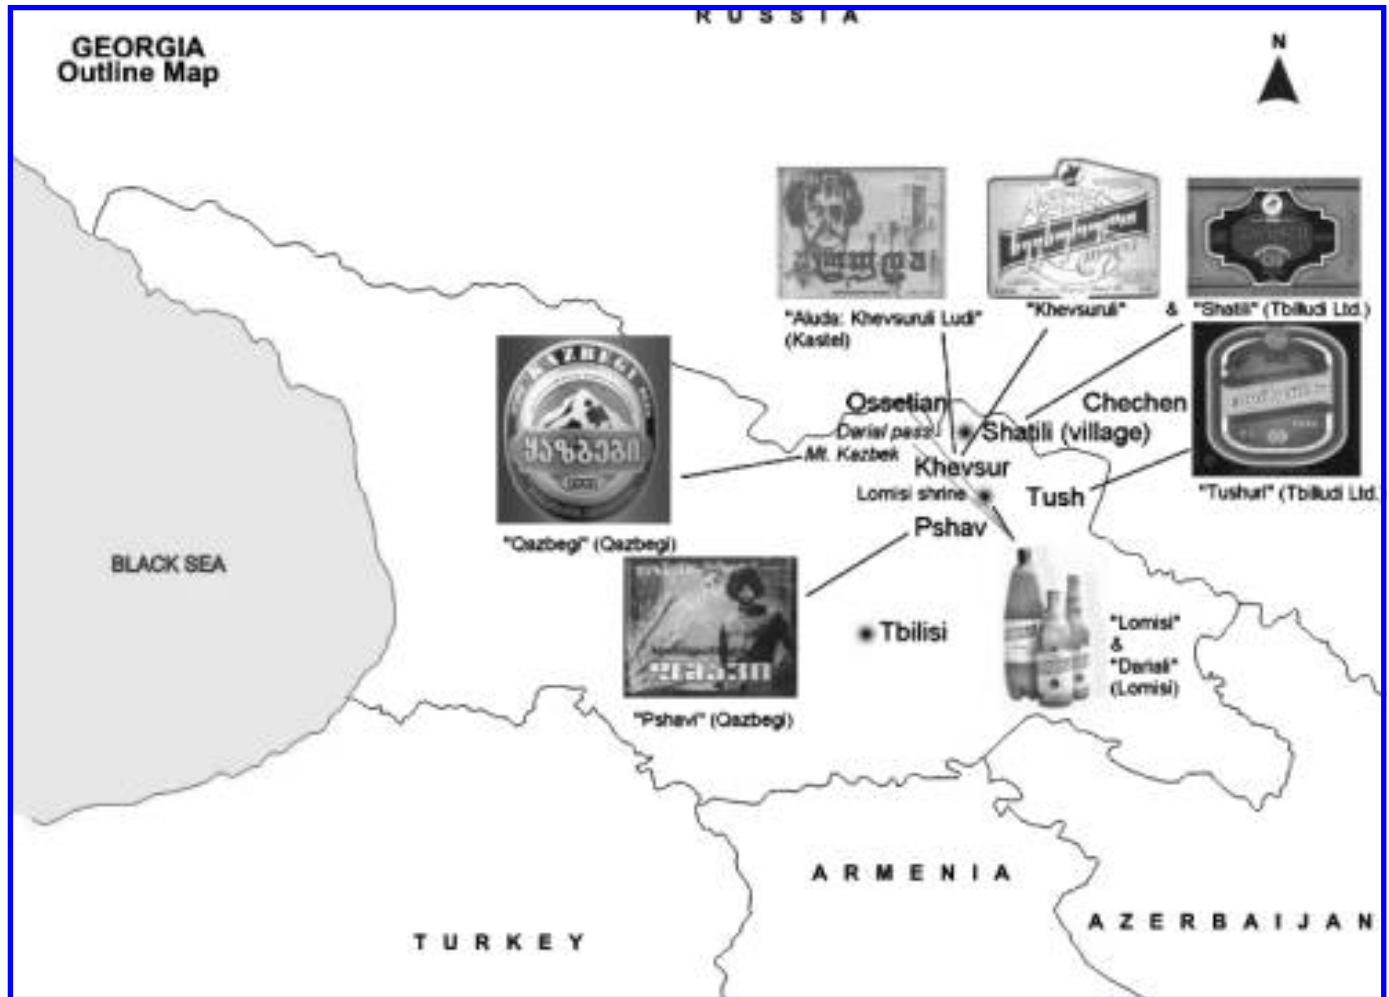 RUSSIA
GEORGIA
Outline Map
N
"Aluda: Khevsuruli Ludi"
(Kastel)
"Khevsuruli" & "Shatili" (Tbilludi Ltd.)
KAZBEGI
ყაზბეგი
"Qazbegi" (Qazbegi)
Ossetian
Darial pass
Mt. Kazbek
Chechen
Shatili (village)
Khevsur
Lomisi shrine
Tush
Pshav
"Tushuri" (Tbilludi Ltd.
BLACK SEA
ფშავი
"Pshavi" (Qazbegi)
Tbilisi
"Lomisi"
&
"Dariali"
(Lomisi)
ARMENIA
AZERBAIJAN
TURKEY